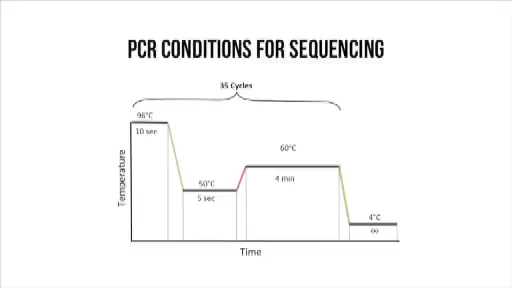 PCR CONDITIONS FOR SEQUENCING
35 Cycles
96°C
10 sec
50°C
5 sec
60°C
4 min
4°C
∞
Temperature
Time